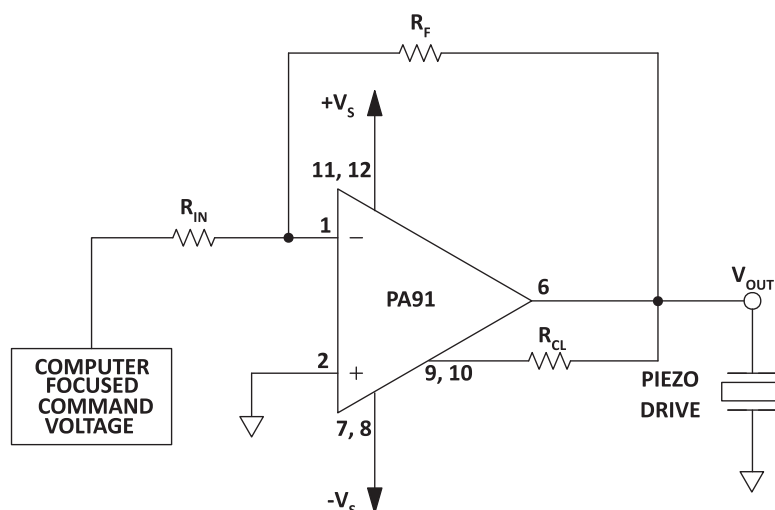 R_F
+V_S
11, 12
R_IN
1
−
PA91
6
V_OUT
R_CL
2
+
9, 10
COMPUTER
FOCUSED
COMMAND
VOLTAGE
PIEZO
DRIVE
7, 8
-V_S